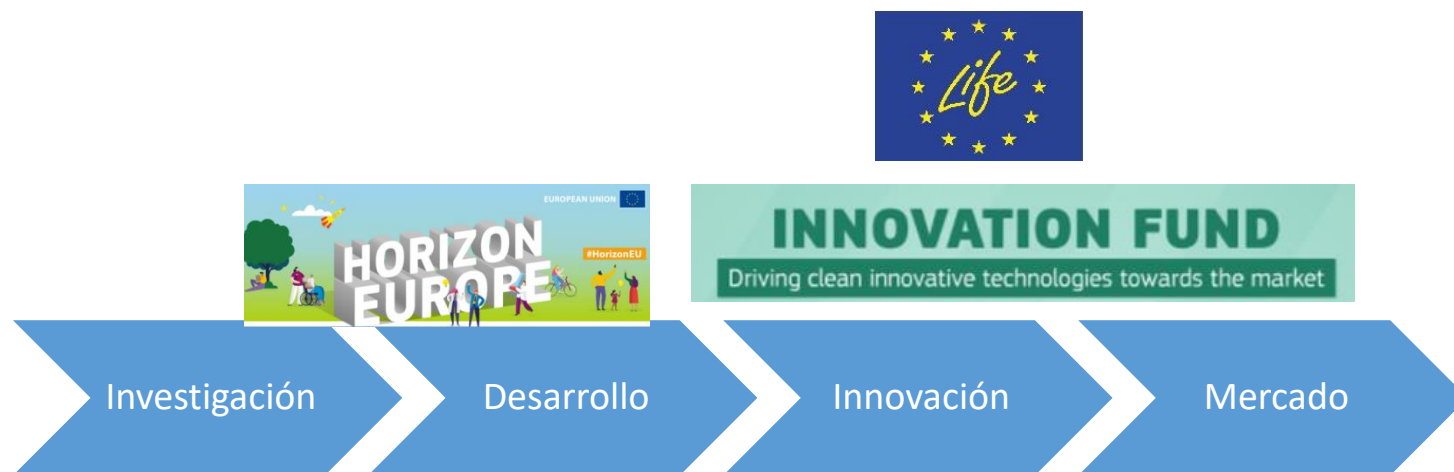 Life
EUROPEAN UNION
HORIZON
EUROPE
#HorizonEU
INNOVATION FUND
Driving clean innovative technologies towards the market
Investigación
Desarrollo
Innovación
Mercado